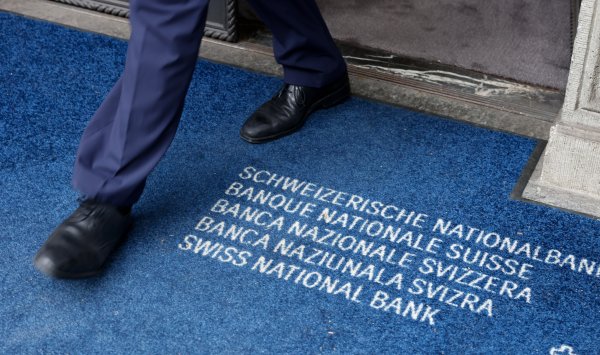 SCHWEIZERISCHE NATIONALBANK
BANQUE NATIONALE SUISSE
BANCA NAZIONALE SVIZZERA
BANCA NAZIUNALA SVIZRA
SWISS NATIONAL BANK